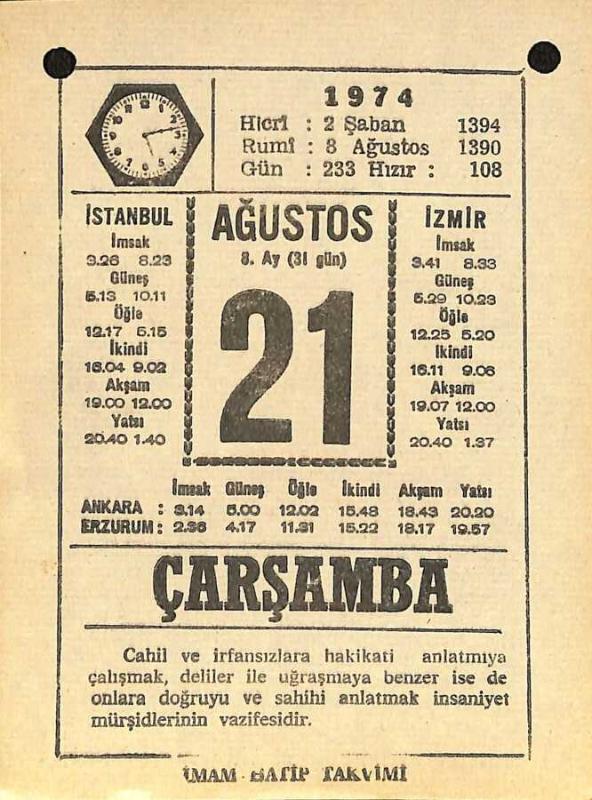 1974
Hicrî : 2 Şaban 1394
Rumî : 8 Ağustos 1390
Gün : 233 Hızır : 108
İSTANBUL
İmsak
3.26 8.23
Güneş
5.13 10.11
Öğle
12.17 5.15
İkindi
16.04 9.02
Akşam
19.00 12.00
Yatsı
20.40 1.40
AĞUSTOS
8. Ay (31 gün)
21
İZMİR
İmsak
3.41 8.33
Güneş
5.29 10.23
Öğle
12.25 5.20
İkindi
16.11 9.06
Akşam
19.07 12.00
Yatsı
20.40 1.37
İmsak Güneş Öğle İkindi Akşam Yatsı
ANKARA : 3.14 5.00 12.02 15.48 18.43 20.20
ERZURUM : 2.36 4.17 11.31 15.22 18.17 19.57
ÇARŞAMBA
Cahil ve irfansızlara hakikati anlatmıya
çalışmak, deliler ile uğraşmaya benzer ise de
onlara doğruyu ve sahihi anlatmak insaniyet
mürşidlerinin vazifesidir.
İMAM - HATİP TAKVİMİ